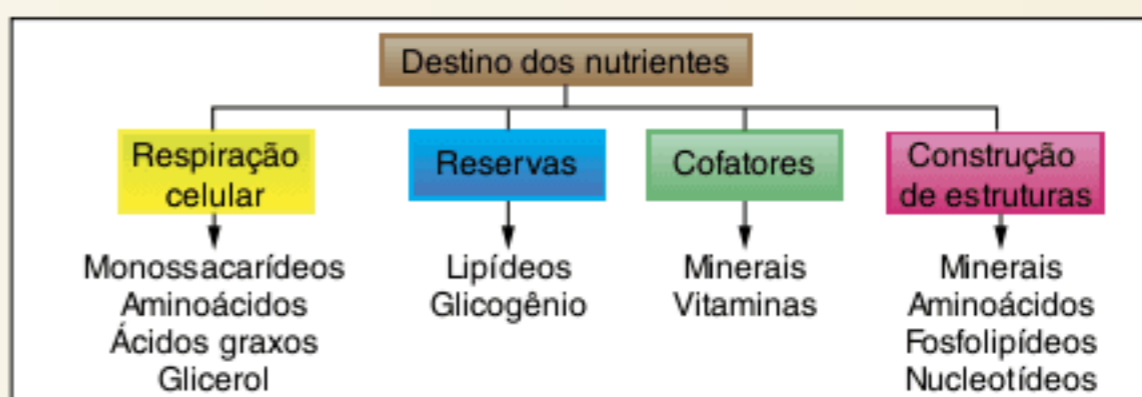 Destino dos nutrientes
Respiração
celular
Reservas
Cofatores
Construção
de estruturas
Monossacarídeos
Aminoácidos
Ácidos graxos
Glicerol
Lipídeos
Glicogênio
Minerais
Vitaminas
Minerais
Aminoácidos
Fosfolipídeos
Nucleotídeos